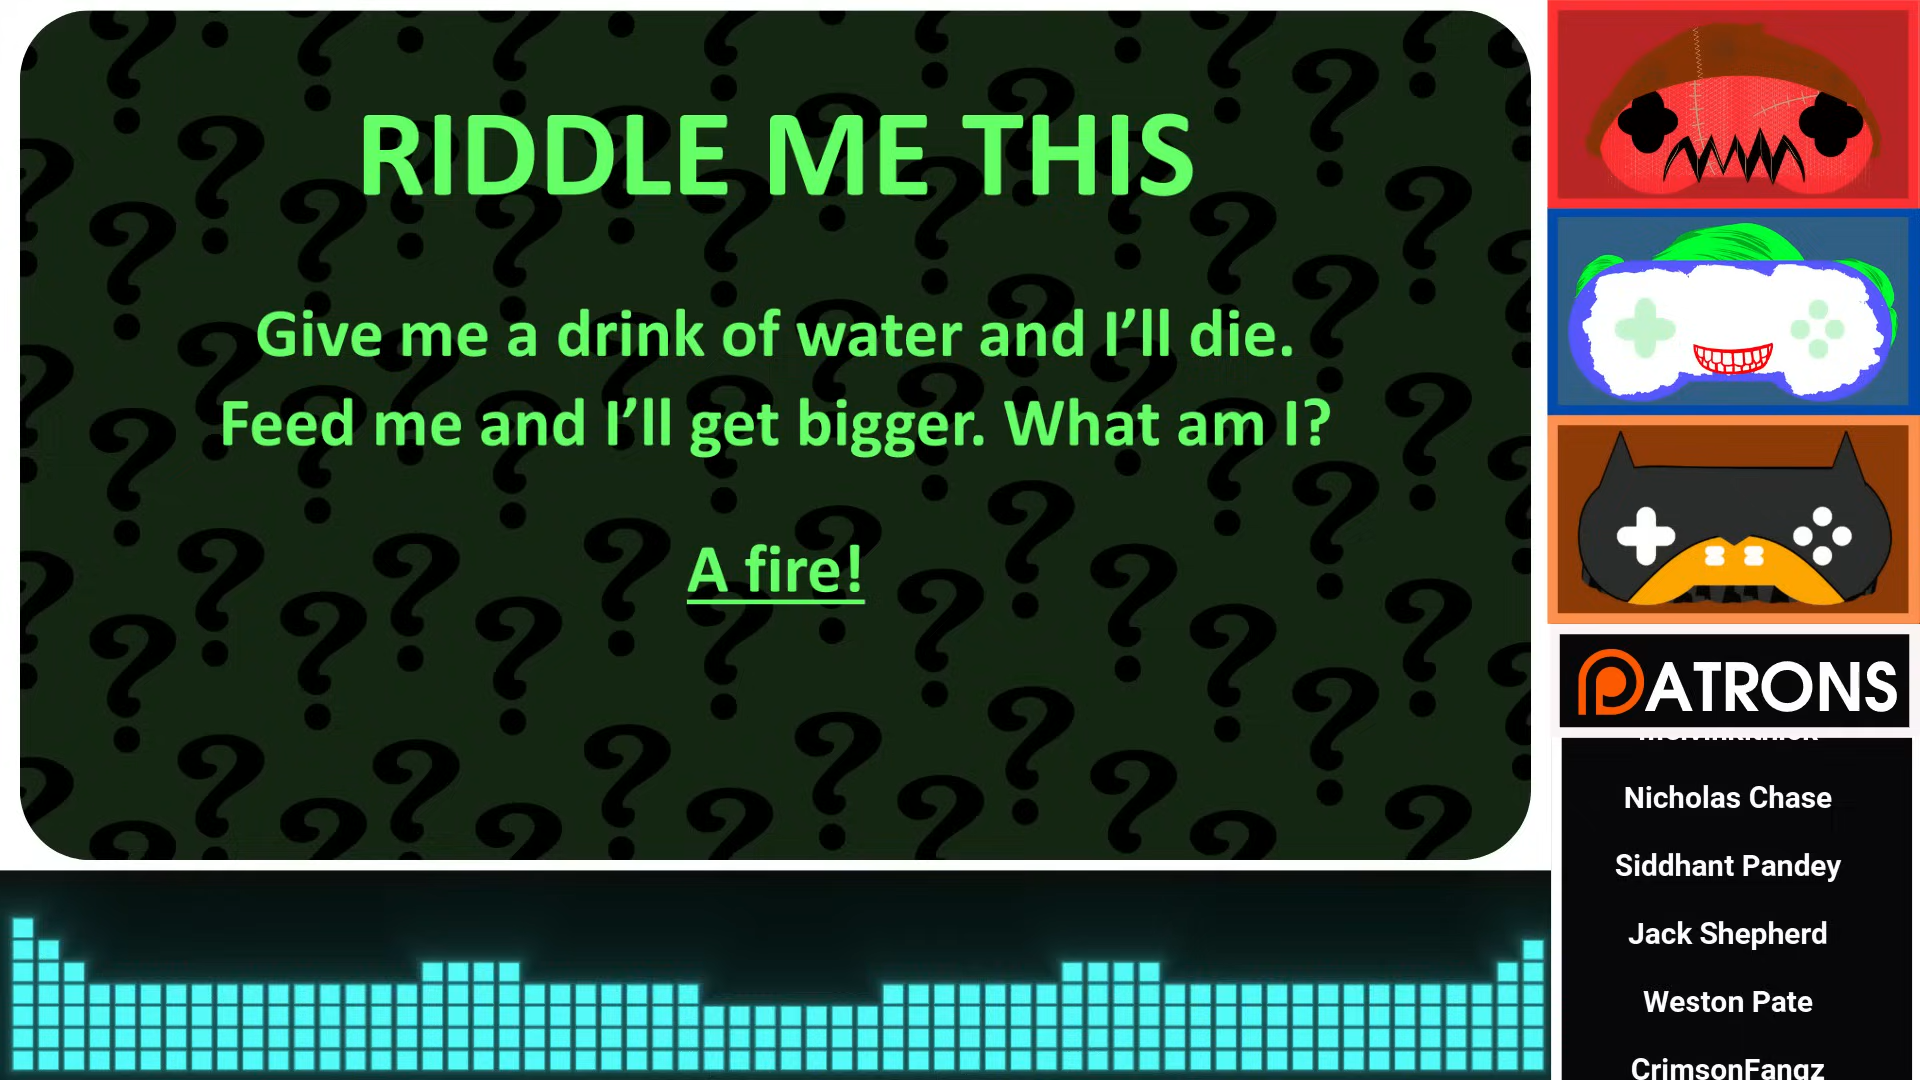 RIDDLE ME THIS
Give me a drink of water and I’ll die.
Feed me and I’ll get bigger. What am I?
A fire!
PATRONS
Nicholas Chase
Siddhant Pandey
Jack Shepherd
Weston Pate
CrimsonFangz